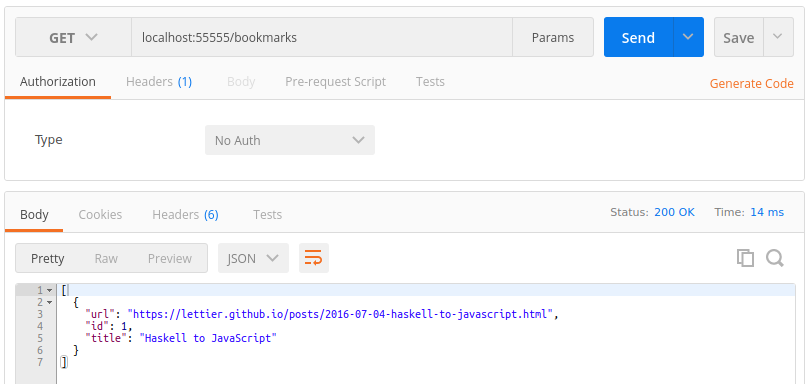 GET localhost:55555/bookmarks Params Send Save
Authorization Headers (1) Body Pre-request Script Tests Generate Code
Type No Auth
Body Cookies Headers (6) Tests Status: 200 OK Time: 14 ms
Pretty Raw Preview JSON
1 [
2 {
3 "url": "https://lettier.github.io/posts/2016-07-04-haskell-to-javascript.html",
4 "id": 1,
5 "title": "Haskell to JavaScript"
6 }
7 ]